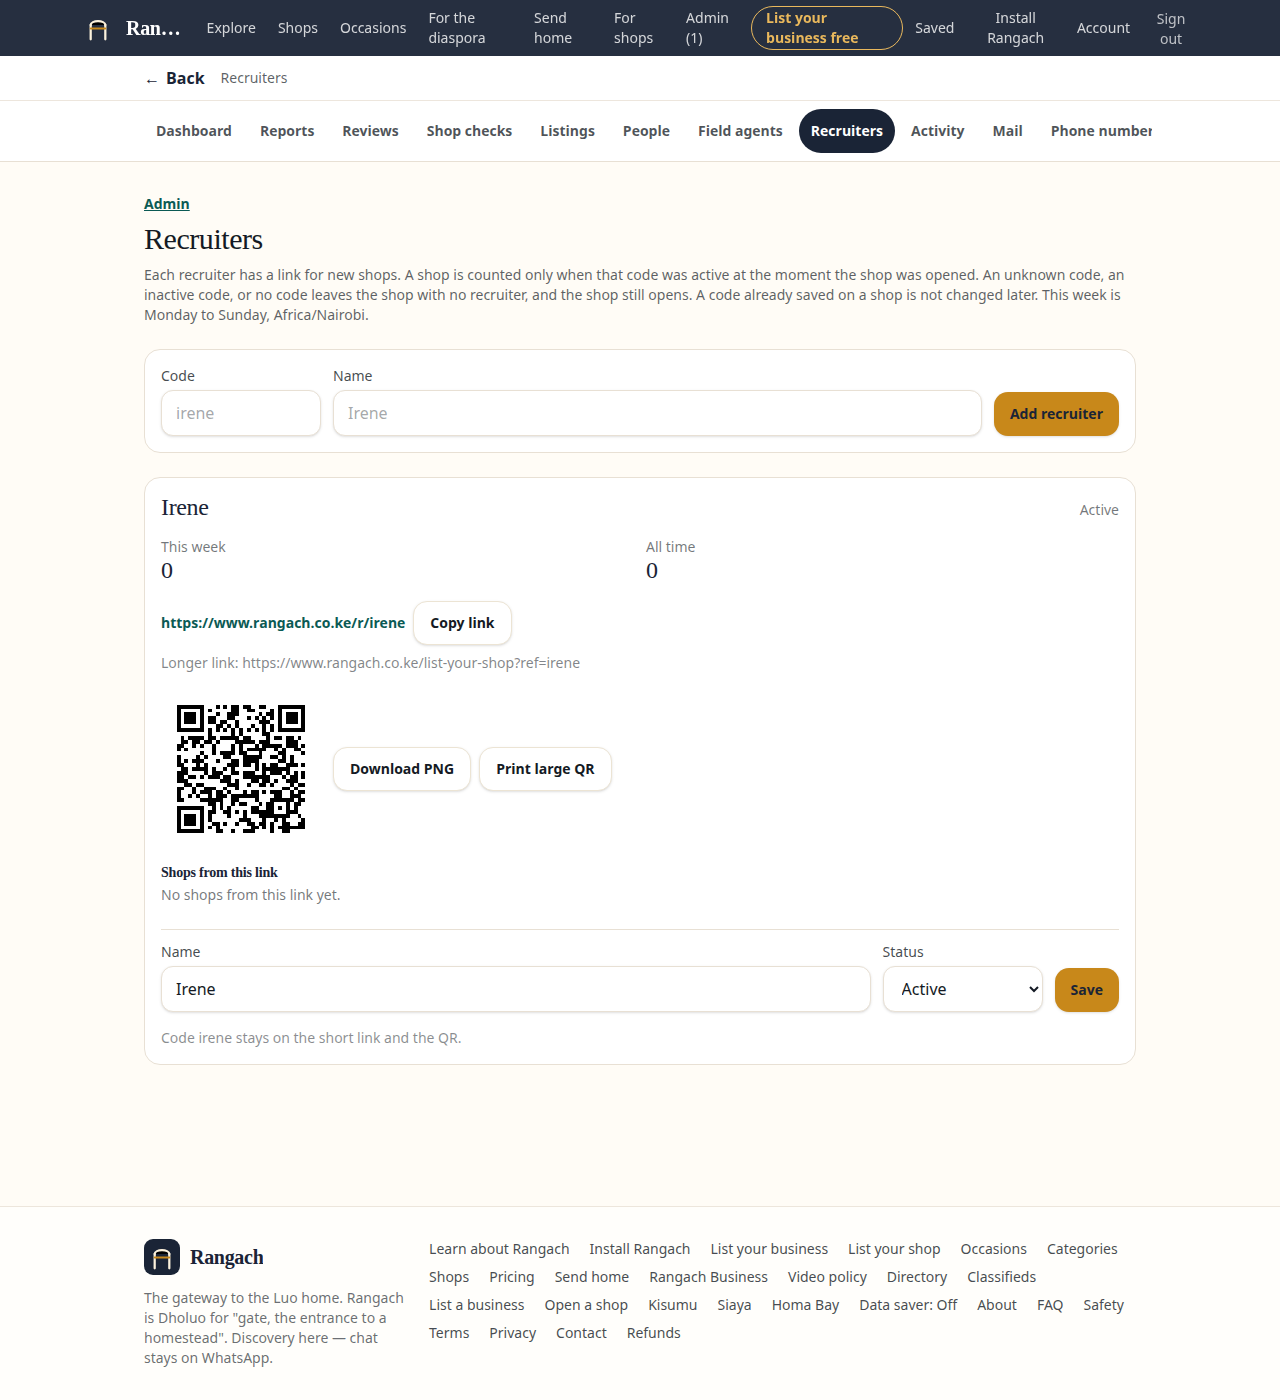 Ran...
Explore
Shops
Occasions
For the
diaspora
Send
home
For
shops
Admin
(1)
List your
business free
Saved
Install
Rangach
Account
Sign
out
← Back
Recruiters
Dashboard
Reports
Reviews
Shop checks
Listings
People
Field agents
Recruiters
Activity
Mail
Phone number
Admin
Recruiters
Each recruiter has a link for new shops. A shop is counted only when that code was active at the moment the shop was opened. An unknown code, an
inactive code, or no code leaves the shop with no recruiter, and the shop still opens. A code already saved on a shop is not changed later. This week is
Monday to Sunday, Africa/Nairobi.
Code
Name
irene
Irene
Add recruiter
Irene
Active
This week
All time
0
0
https://www.rangach.co.ke/r/irene
Copy link
Longer link: https://www.rangach.co.ke/list-your-shop?ref=irene
Download PNG
Print large QR
Shops from this link
No shops from this link yet.
Name
Status
Irene
Active
Save
Code irene stays on the short link and the QR.
Rangach
The gateway to the Luo home. Rangach
is Dholuo for "gate, the entrance to a
homestead". Discovery here — chat
stays on WhatsApp.
Learn about Rangach Install Rangach List your business List your shop Occasions Categories
Shops Pricing Send home Rangach Business Video policy Directory Classifieds
List a business Open a shop Kisumu Siaya Homa Bay Data saver: Off About FAQ Safety
Terms Privacy Contact Refunds